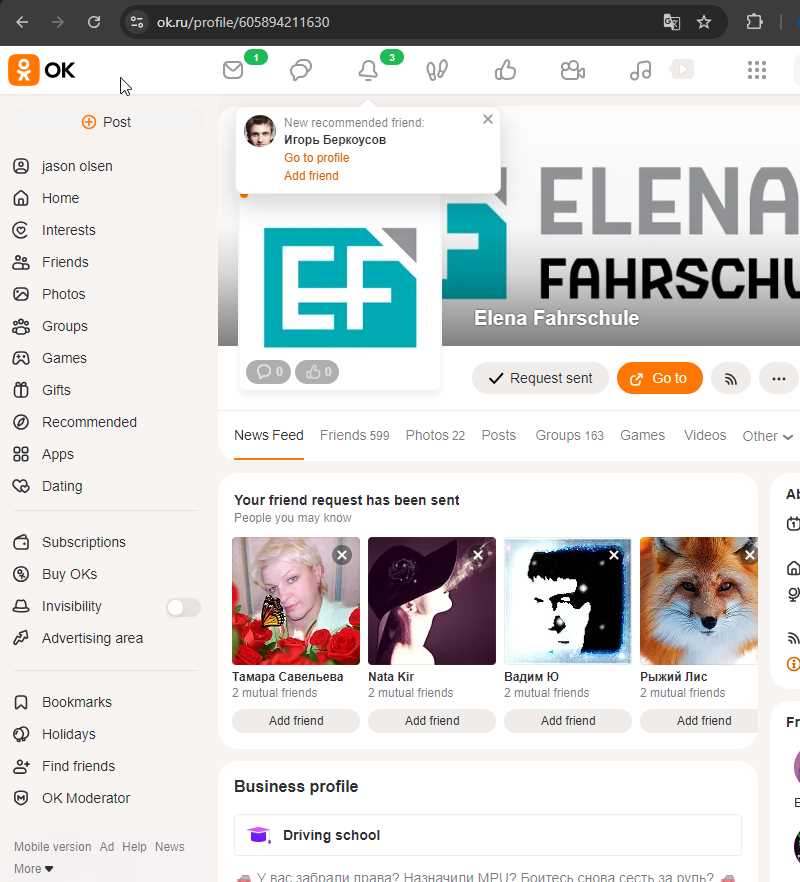 ok.ru/profile/605894211630
OK
1
3
Post
jason olsen
Home
Interests
Friends
Photos
Groups
Games
Gifts
Recommended
Apps
Dating
Subscriptions
Buy OKs
Invisibility
Advertising area
Bookmarks
Holidays
Find friends
OK Moderator
Mobile version Ad Help News
More
New recommended friend:
Игорь Беркоусов
Go to profile
Add friend
EF
ELENA
FAHRSCHU
Elena Fahrschule
0 0
Request sent
Go to
News Feed Friends 599 Photos 22 Posts Groups 163 Games Videos Other
Your friend request has been sent
People you may know
Тамара Савельева Nata Kir Вадим Ю Рыжий Лис
2 mutual friends 2 mutual friends 2 mutual friends 2 mutual friends
Add friend Add friend Add friend Add friend
Business profile
Driving school
У вас забрали права? Назначили MPU? Боитесь снова сесть за руль?
Ab
Fr
E